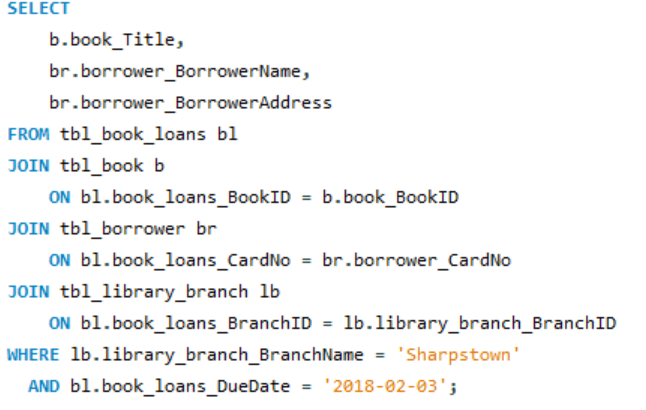 SELECT
b.book_Title,
br.borrower_BorrowerName,
br.borrower_BorrowerAddress
FROM tbl_book_loans bl
JOIN tbl_book b
ON bl.book_loans_BookID = b.book_BookID
JOIN tbl_borrower br
ON bl.book_loans_CardNo = br.borrower_CardNo
JOIN tbl_library_branch lb
ON bl.book_loans_BranchID = lb.library_branch_BranchID
WHERE lb.library_branch_BranchName = 'Sharpstown'
AND bl.book_loans_DueDate = '2018-02-03';